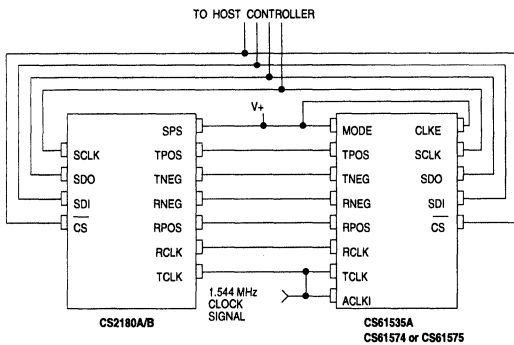 TO HOST CONTROLLER
V+
SPS
SCLK
TPOS
SDO
TNEG
SDI
RNEG
CS
RPOS
RCLK
TCLK
MODE
CLKE
TPOS
SCLK
TNEG
SDO
RNEG
SDI
RPOS
CS
RCLK
TCLK
ACLKI
1.544 MHz
CLOCK
SIGNAL
CS2180A/B
CS61535A
CS61574 or CS61575